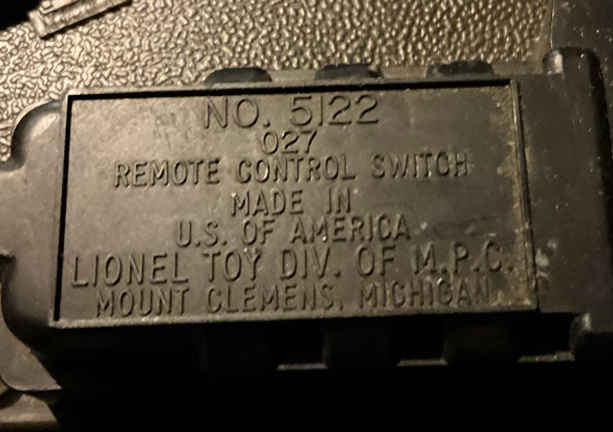 NO. 5122
027
REMOTE CONTROL SWITCH
MADE IN
U.S. OF AMERICA
LIONEL TOY DIV. OF M.P.C.
MOUNT CLEMENS, MICHIGAN